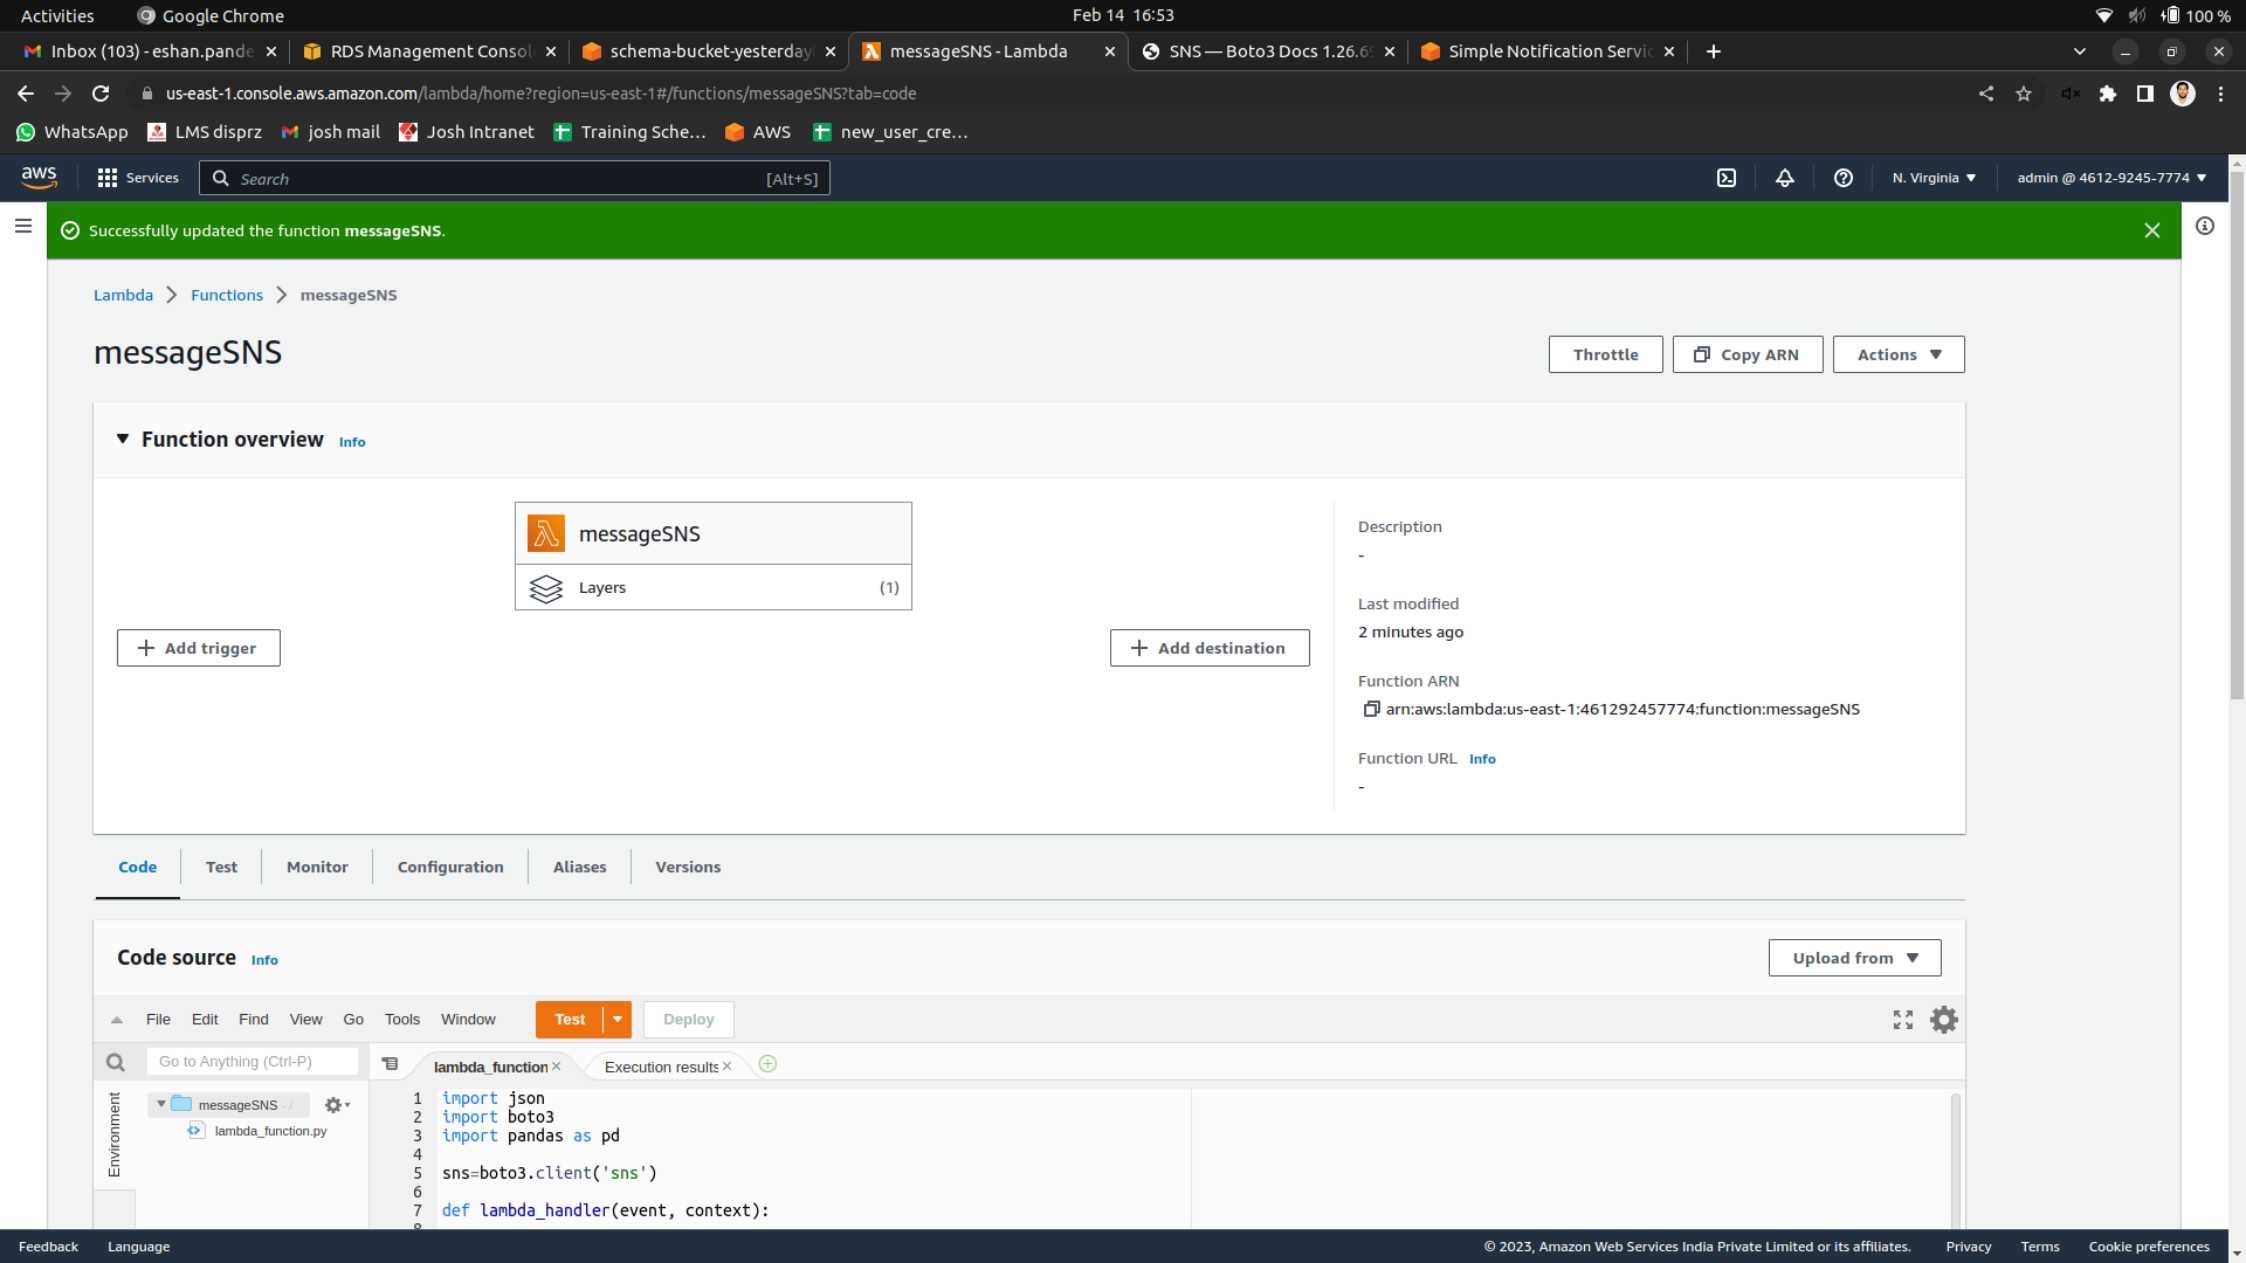 Activities Google Chrome Feb 14 16:53 100 %
Inbox (103) - eshan.pande RDS Management Consol schema-bucket-yesterday messageSNS - Lambda SNS — Boto3 Docs 1.26.69 Simple Notification Servic
us-east-1.console.aws.amazon.com/lambda/home?region=us-east-1#/functions/messageSNS?tab=code
WhatsApp LMS disprz josh mail Josh Intranet Training Sche... AWS new_user_cre...
aws Services Search [Alt+S] N. Virginia admin @ 4612-9245-7774
Successfully updated the function messageSNS.
Lambda Functions messageSNS
messageSNS
Throttle Copy ARN Actions
Function overview Info
messageSNS
Layers (1)
Add trigger
Add destination
Description
-
Last modified
2 minutes ago
Function ARN
arn:aws:lambda:us-east-1:461292457774:function:messageSNS
Function URL Info
-
Code Test Monitor Configuration Aliases Versions
Code source Info
Upload from
File Edit Find View Go Tools Window Test Deploy
Go to Anything (Ctrl-P)
lambda_function Execution results
Environment
messageSNS - /
lambda_function.py
1 import json
2 import boto3
3 import pandas as pd
4
5 sns=boto3.client('sns')
6
7 def lambda_handler(event, context):
8
Feedback Language © 2023, Amazon Web Services India Private Limited or its affiliates. Privacy Terms Cookie preferences